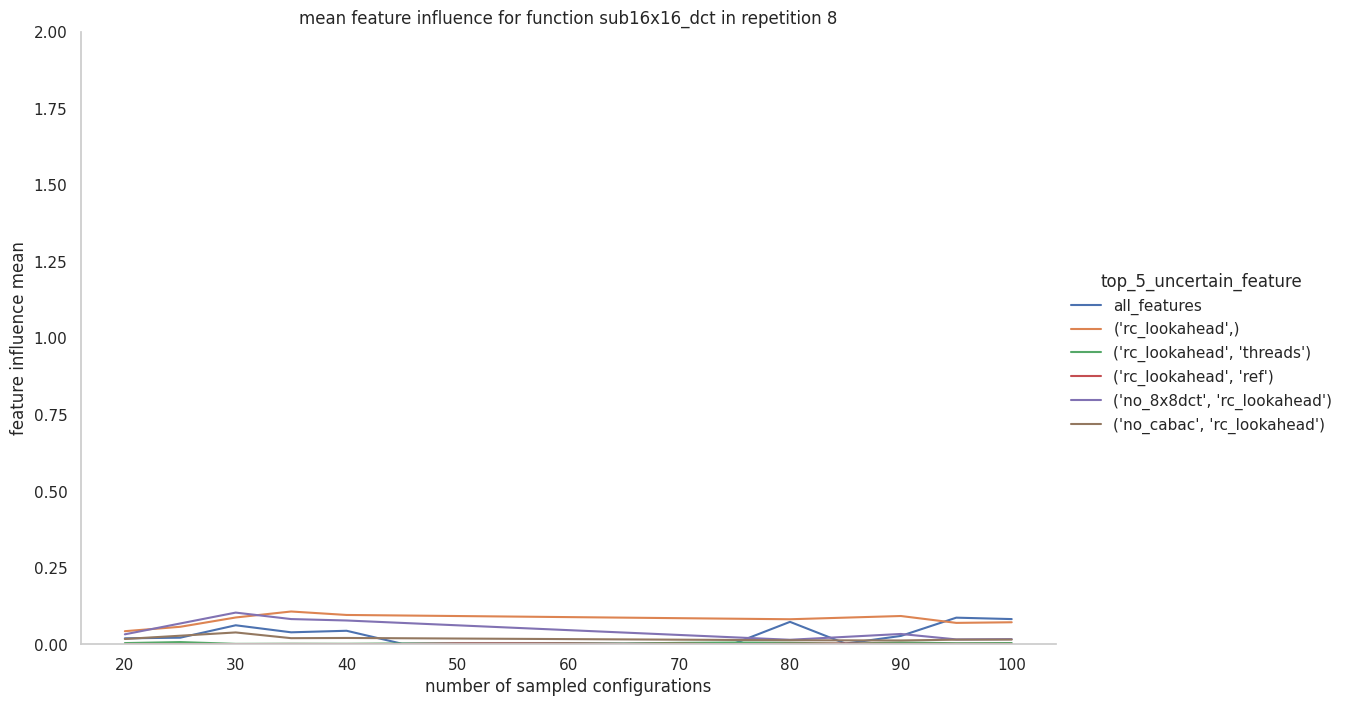 mean feature influence for function sub16x16_dct in repetition 8
2.00
1.75
1.50
1.25
1.00
0.75
0.50
0.25
0.00
feature influence mean
20 30 40 50 60 70 80 90 100
number of sampled configurations
top_5_uncertain_feature
all_features
('rc_lookahead',)
('rc_lookahead', 'threads')
('rc_lookahead', 'ref')
('no_8x8dct', 'rc_lookahead')
('no_cabac', 'rc_lookahead')